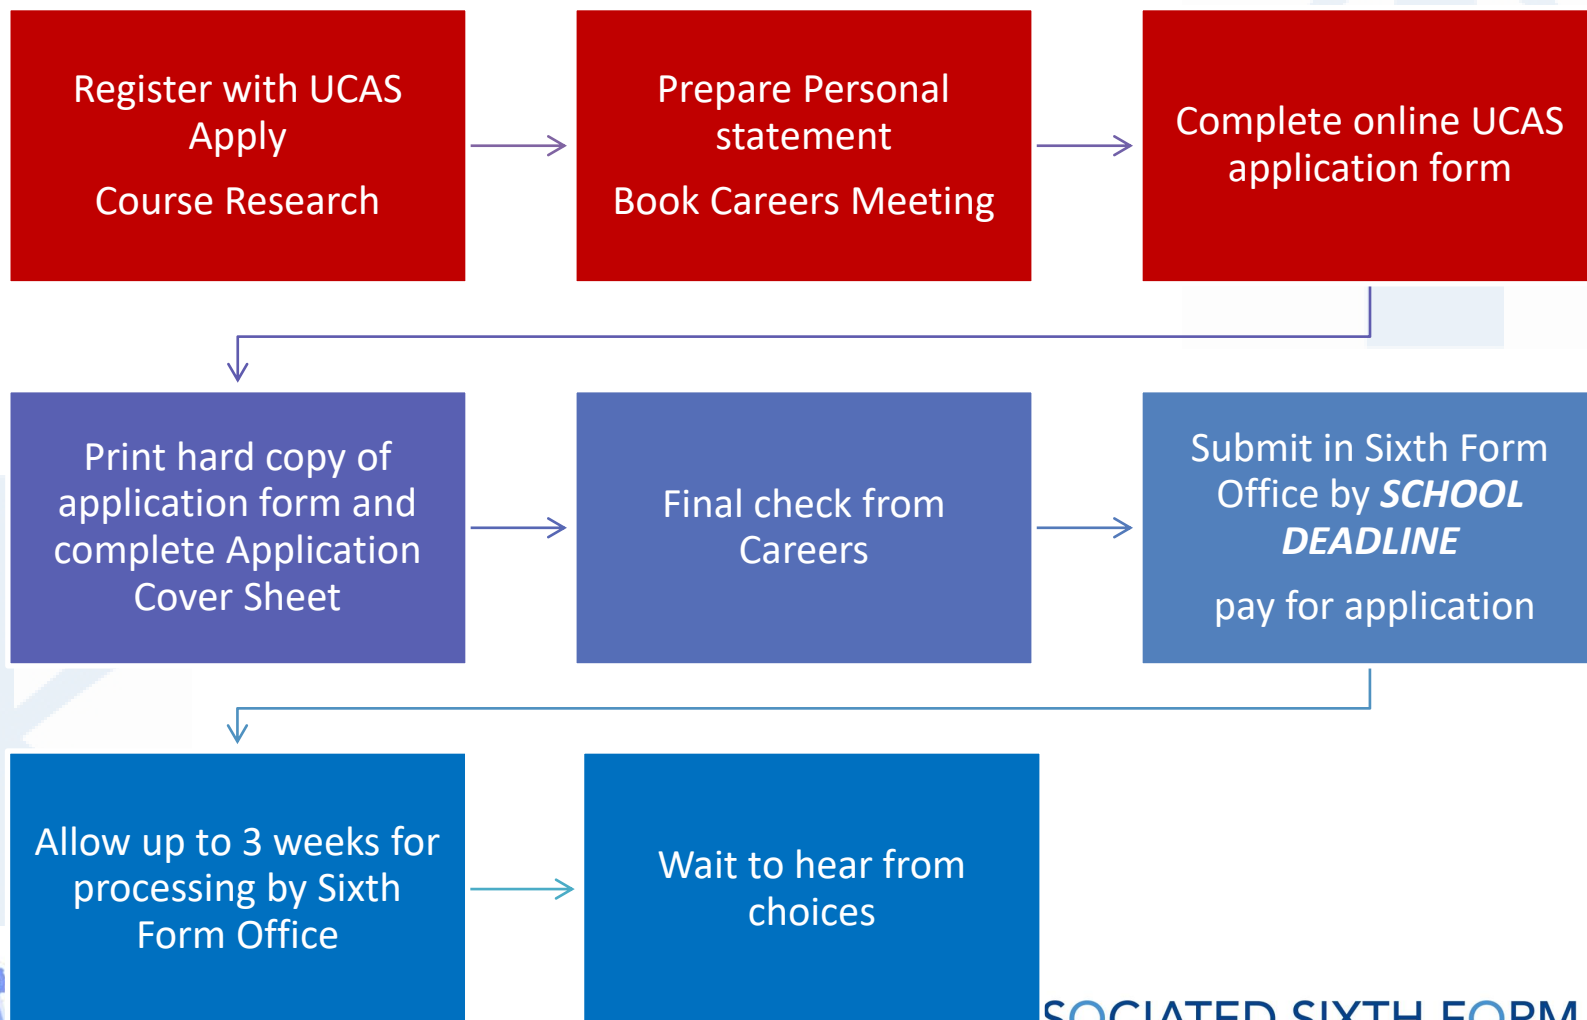 Register with UCAS
Apply
Course Research
Prepare Personal
statement
Book Careers Meeting
Complete online UCAS
application form
Print hard copy of
application form and
complete Application
Cover Sheet
Final check from
Careers
Submit in Sixth Form
Office by SCHOOL
DEADLINE
pay for application
Allow up to 3 weeks for
processing by Sixth
Form Office
Wait to hear from
choices
SOCIATED SIXTH FORM